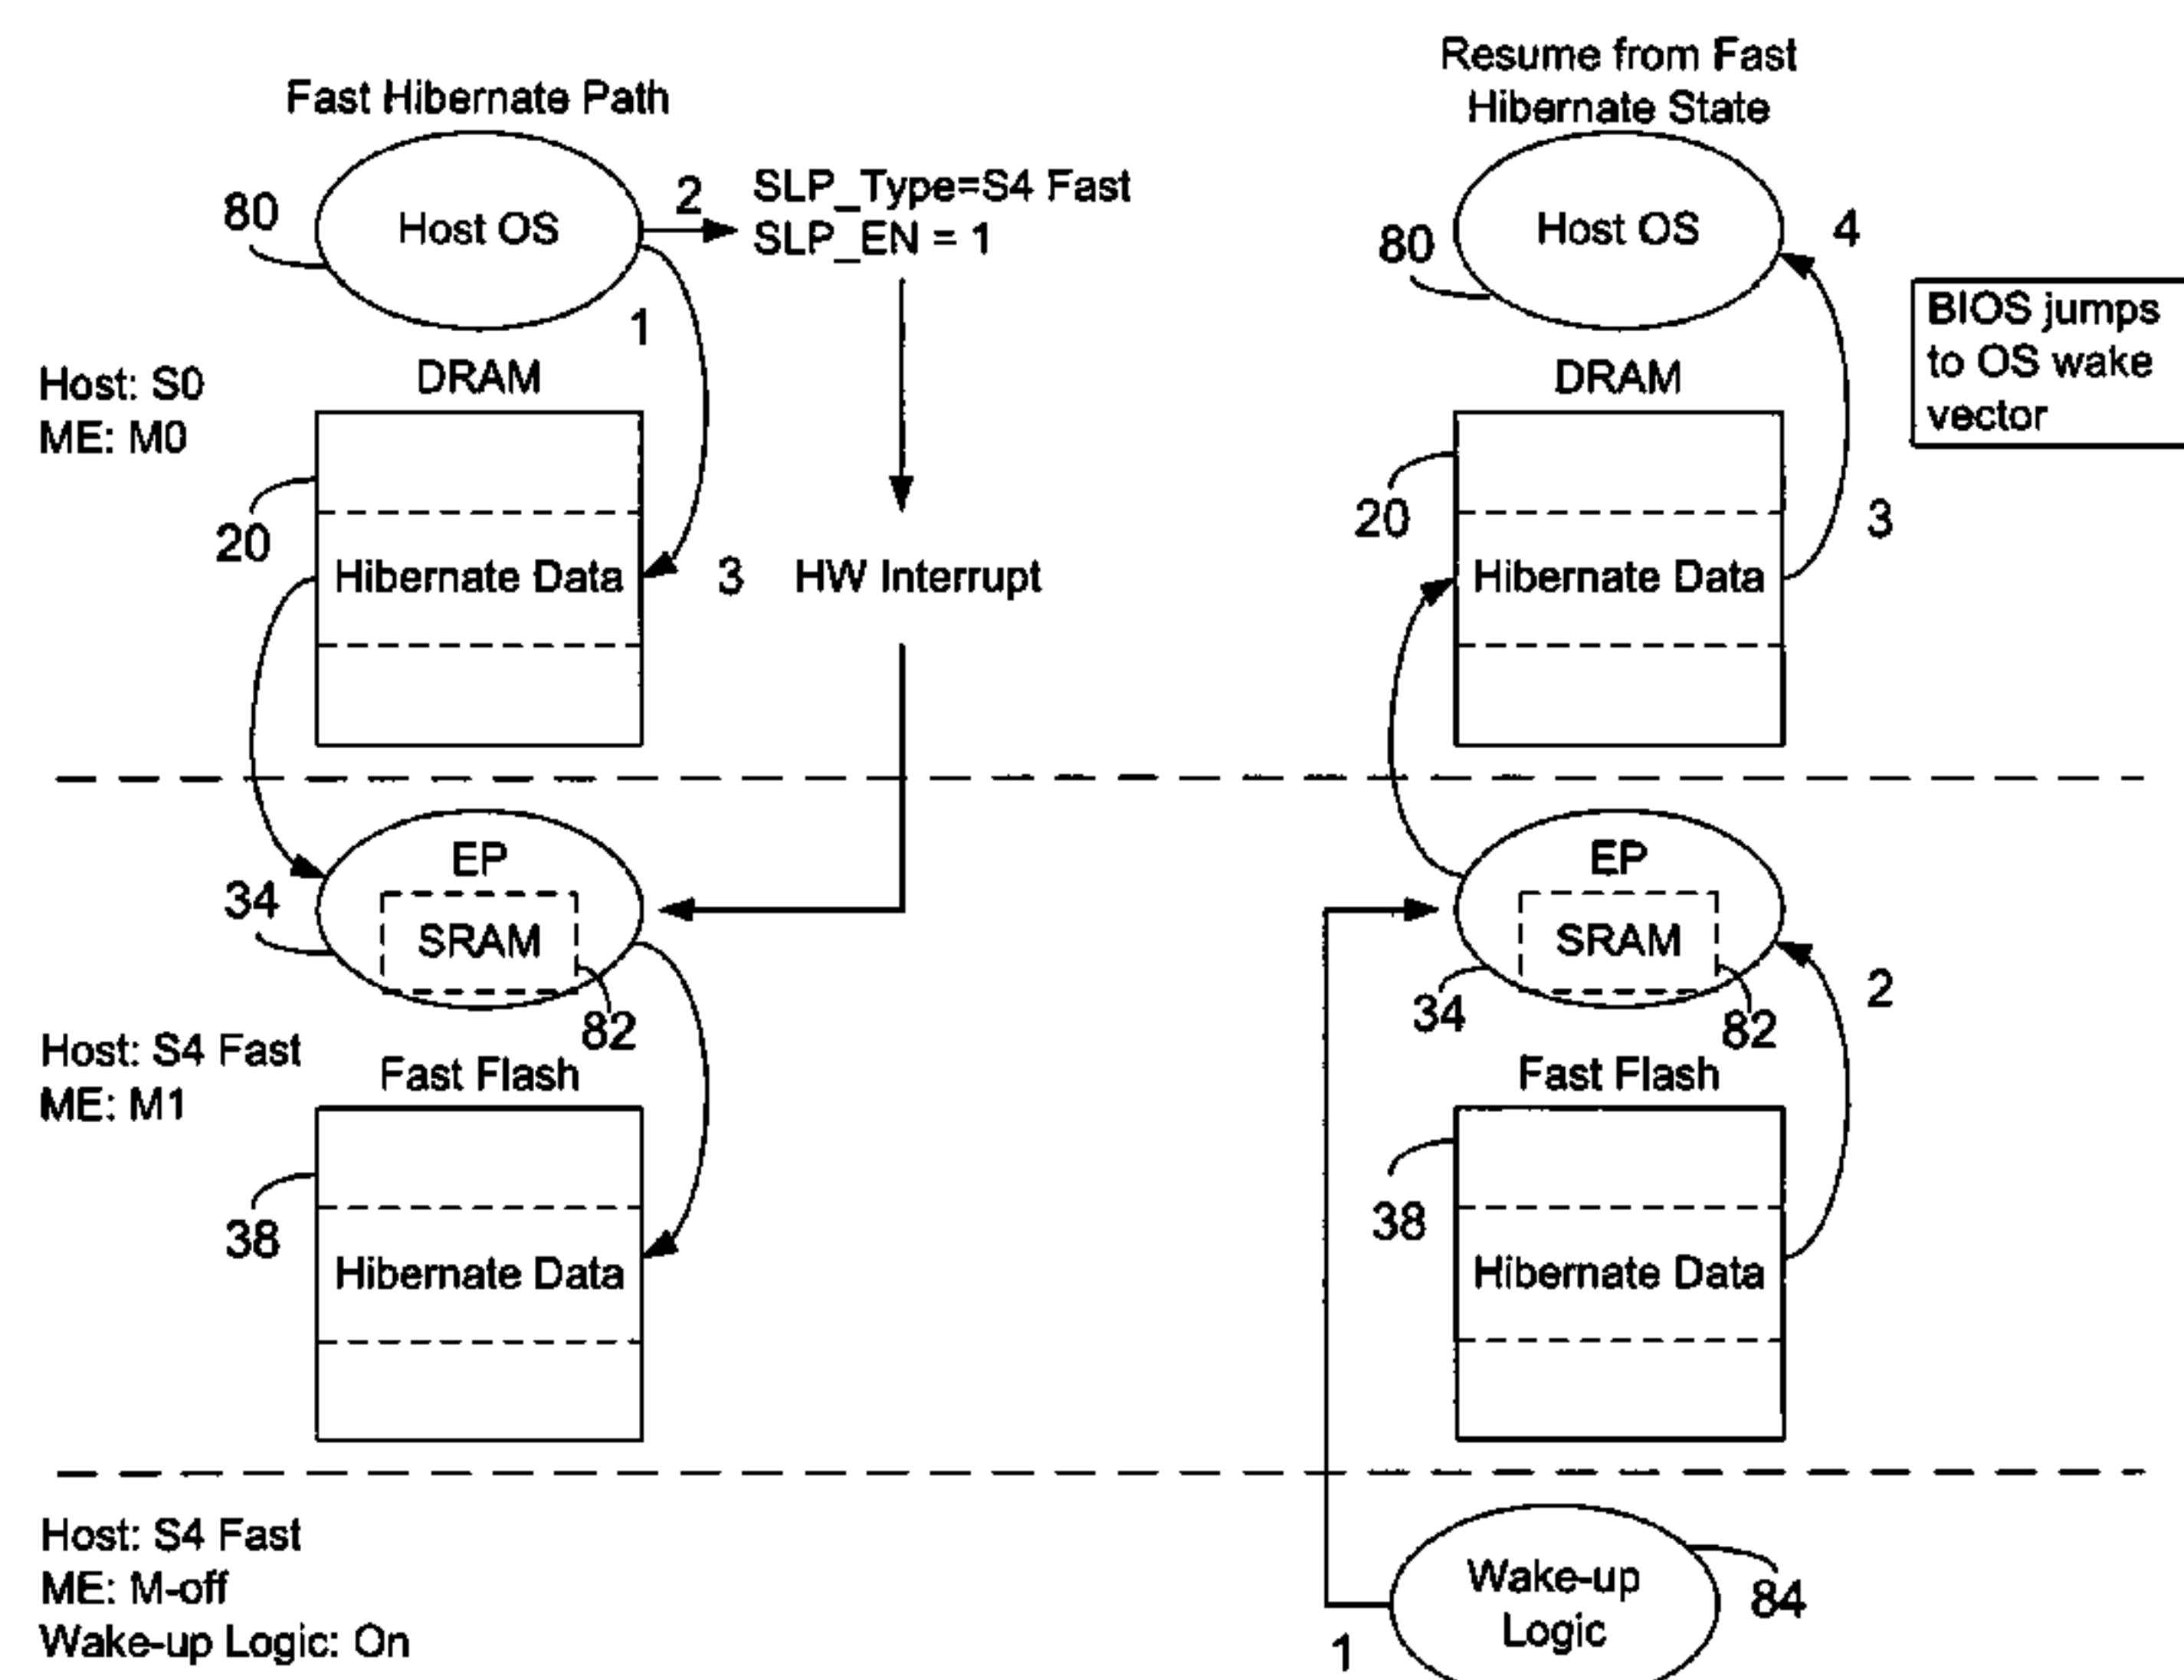 Fast Hibernate Path
Host OS
80
2
SLP_Type=S4 Fast
SLP_EN = 1
1
DRAM
Host: S0
ME: M0
20
Hibernate Data
3
HW Interrupt
EP
SRAM
34
82
Host: S4 Fast
ME: M1
Fast Flash
38
Hibernate Data
Host: S4 Fast
ME: M-off
Wake-up Logic: On
Resume from Fast
Hibernate State
Host OS
80
4
BIOS jumps
to OS wake
vector
DRAM
20
Hibernate Data
3
EP
SRAM
34
82
2
Fast Flash
38
Hibernate Data
Wake-up
Logic
84
1